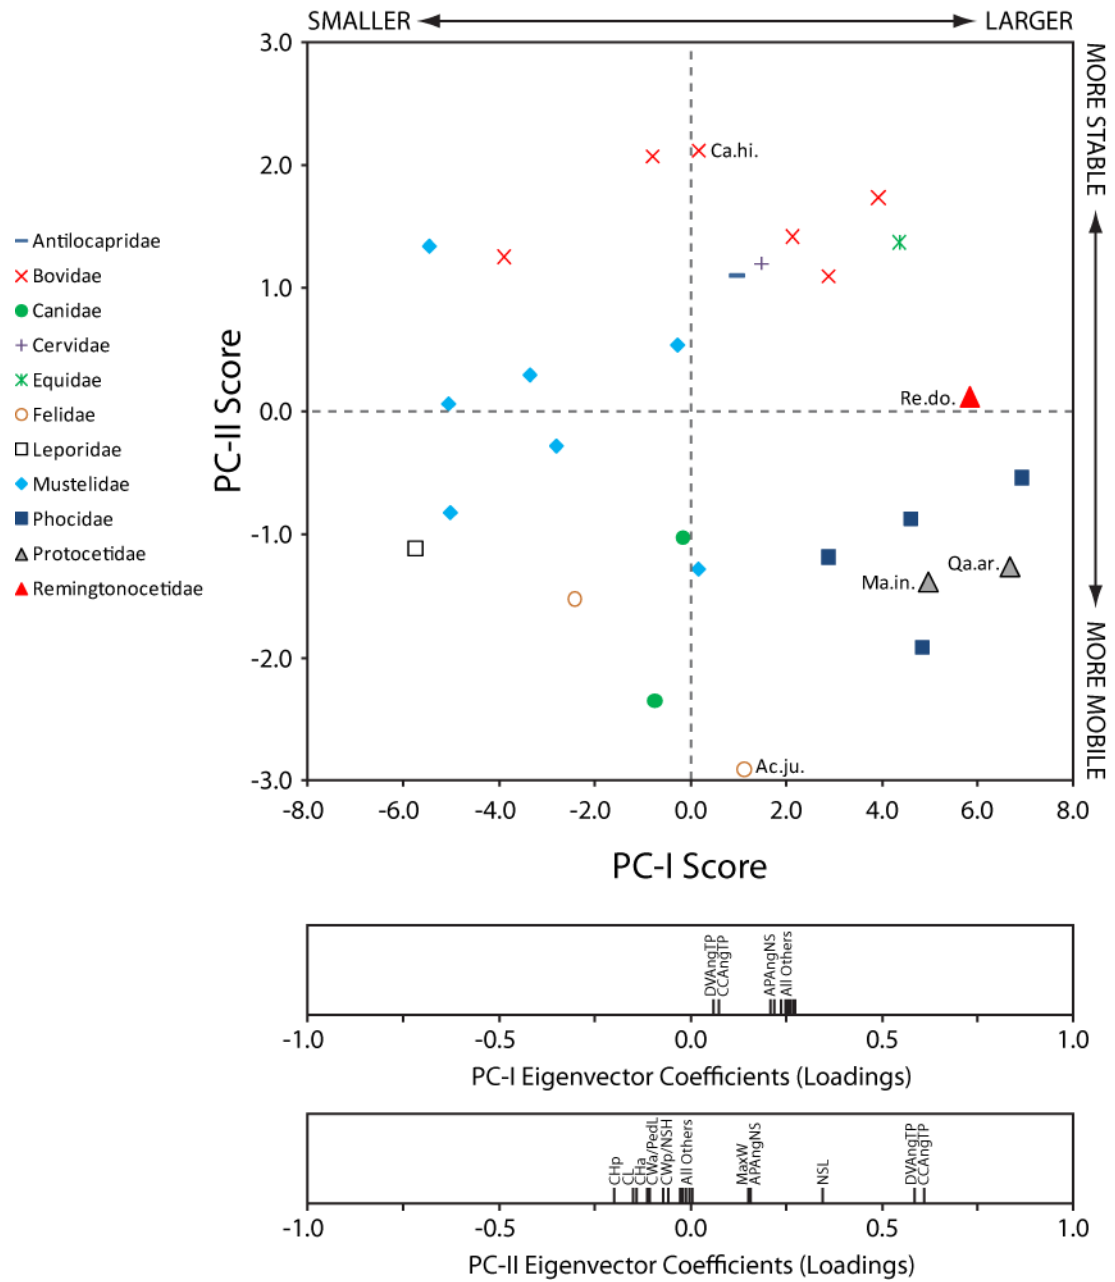 SMALLER LARGER
3.0
2.0
1.0
0.0
-1.0
-2.0
-3.0
PC-II Score
Antilocapridae
Bovidae
Canidae
Cervidae
Equidae
Felidae
Leporidae
Mustelidae
Phocidae
Protocetidae
Remingtonocetidae
Ca.hi.
Re.do.
Qa.ar.
Ma.in.
Ac.ju.
MORE STABLE
MORE MOBILE
-8.0 -6.0 -4.0 -2.0 0.0 2.0 4.0 6.0 8.0
PC-I Score
DVAngTP
CCAngTP
APAngNS
All Others
-1.0 -0.5 0.0 0.5 1.0
PC-I Eigenvector Coefficients (Loadings)
CHp
CL
CHa
CWa/PedL
CWp/NSH
All Others
MaxW
APAngNS
NSL
DVAngTP
CCAngTP
-1.0 -0.5 0.0 0.5 1.0
PC-II Eigenvector Coefficients (Loadings)